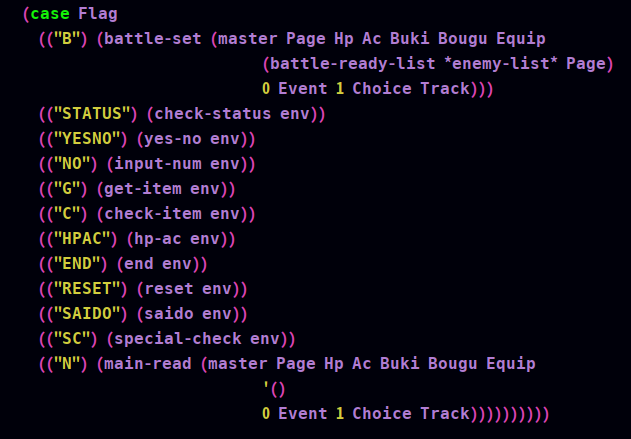 (case Flag
(("B") (battle-set (master Page Hp Ac Buki Bougu Equip
(battle-ready-list *enemy-list* Page)
0 Event 1 Choice Track)))
(("STATUS") (check-status env))
(("YESNO") (yes-no env))
(("NO") (input-num env))
(("G") (get-item env))
(("C") (check-item env))
(("HPAC") (hp-ac env))
(("END") (end env))
(("RESET") (reset env))
(("SAIDO") (saido env))
(("SC") (special-check env))
(("N") (main-read (master Page Hp Ac Buki Bougu Equip
'()
0 Event 1 Choice Track))))))))))